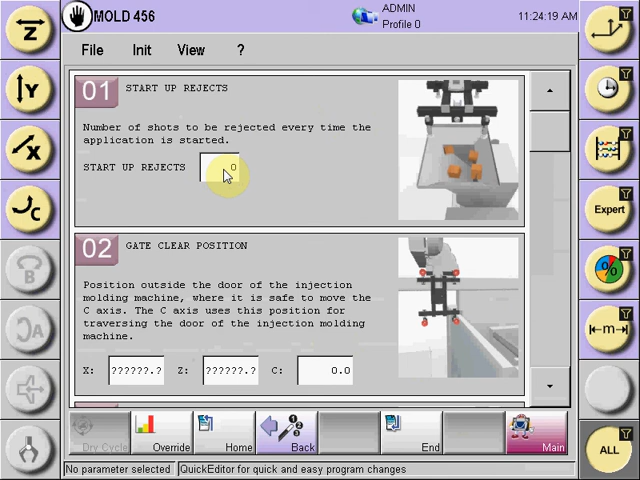 MOLD 456
ADMIN
Profile 0
11:24:19 AM
File Init View ?
01 START UP REJECTS
Number of shots to be rejected every time the
application is started.
START UP REJECTS 0
02 GATE CLEAR POSITION
Position outside the door of the injection
molding machine, where it is safe to move the
C axis. The C axis uses this position for
traversing the door of the injection molding
machine.
X: ??????.? Z: ??????.? C: 0.0
Z
Y
X
C
B
CA
Expert
%
m
ALL
Dry Cycle
Override
Home
1
2
3
Back
End
Main
No parameter selected
QuickEditor for quick and easy program changes